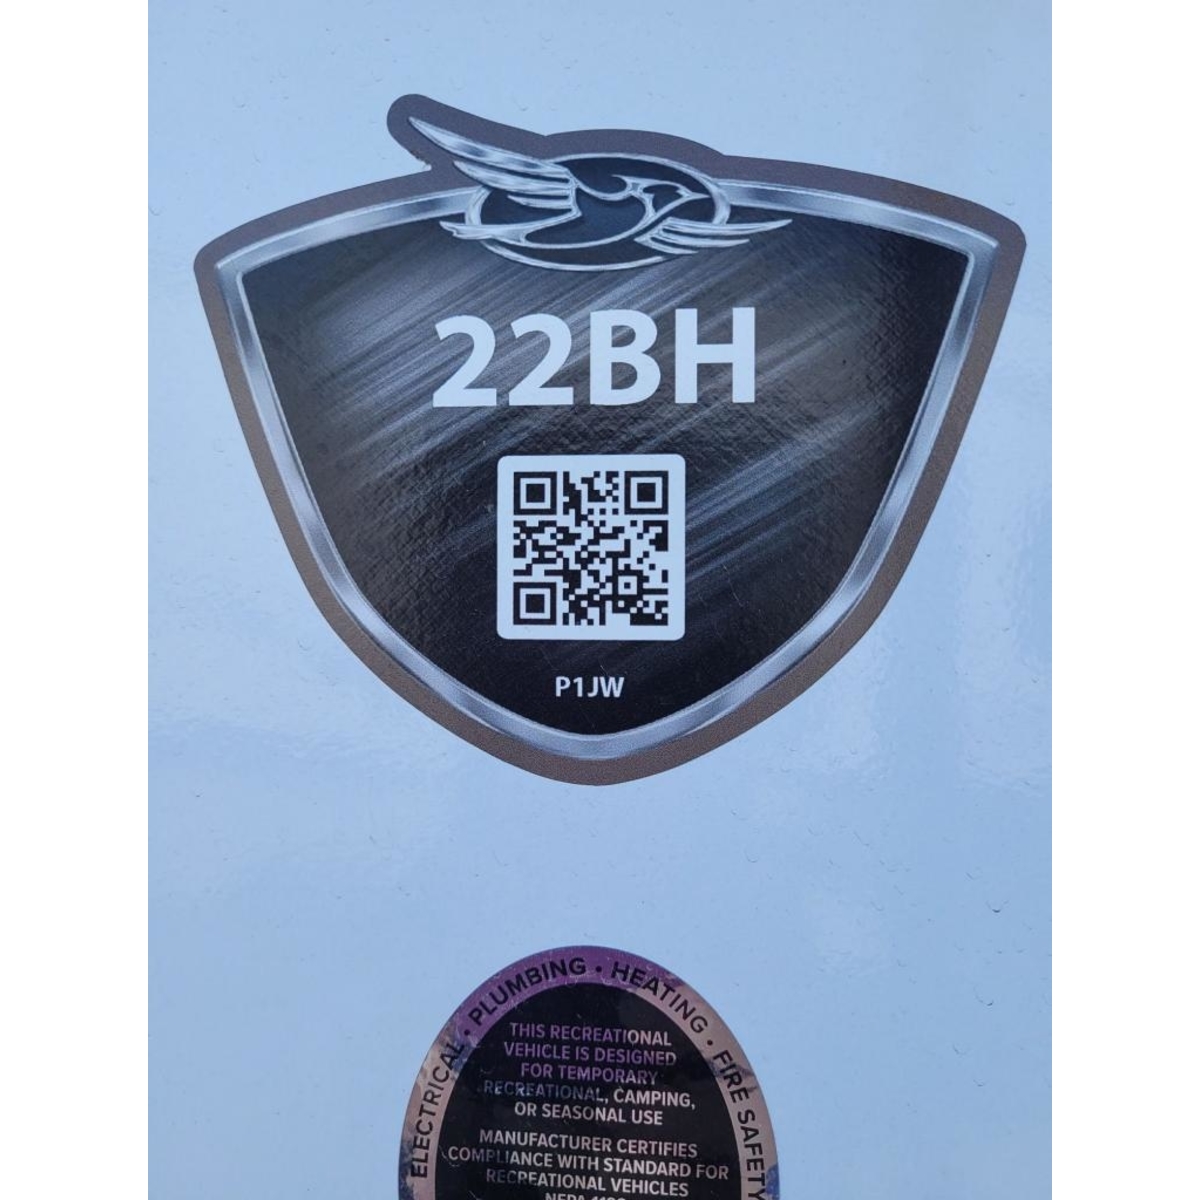 22BH
P1JW
ELECTRICAL • PLUMBING • HEATING • FIRE SAFETY
THIS RECREATIONAL
VEHICLE IS DESIGNED
FOR TEMPORARY
RECREATIONAL, CAMPING,
OR SEASONAL USE
MANUFACTURER CERTIFIES
COMPLIANCE WITH STANDARD FOR
RECREATIONAL VEHICLES